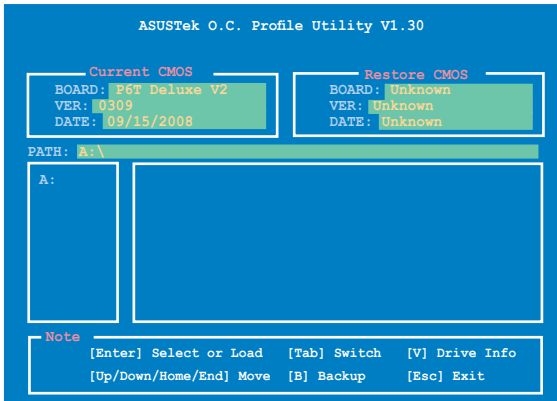 ASUSTek O.C. Profile Utility V1.30
Current CMOS
BOARD: P6T Deluxe V2
VER: 0309
DATE: 09/15/2008
Restore CMOS
BOARD: Unknown
VER: Unknown
DATE: Unknown
PATH: A:\
A:
Note
[Enter] Select or Load [Tab] Switch [V] Drive Info
[Up/Down/Home/End] Move [B] Backup [Esc] Exit